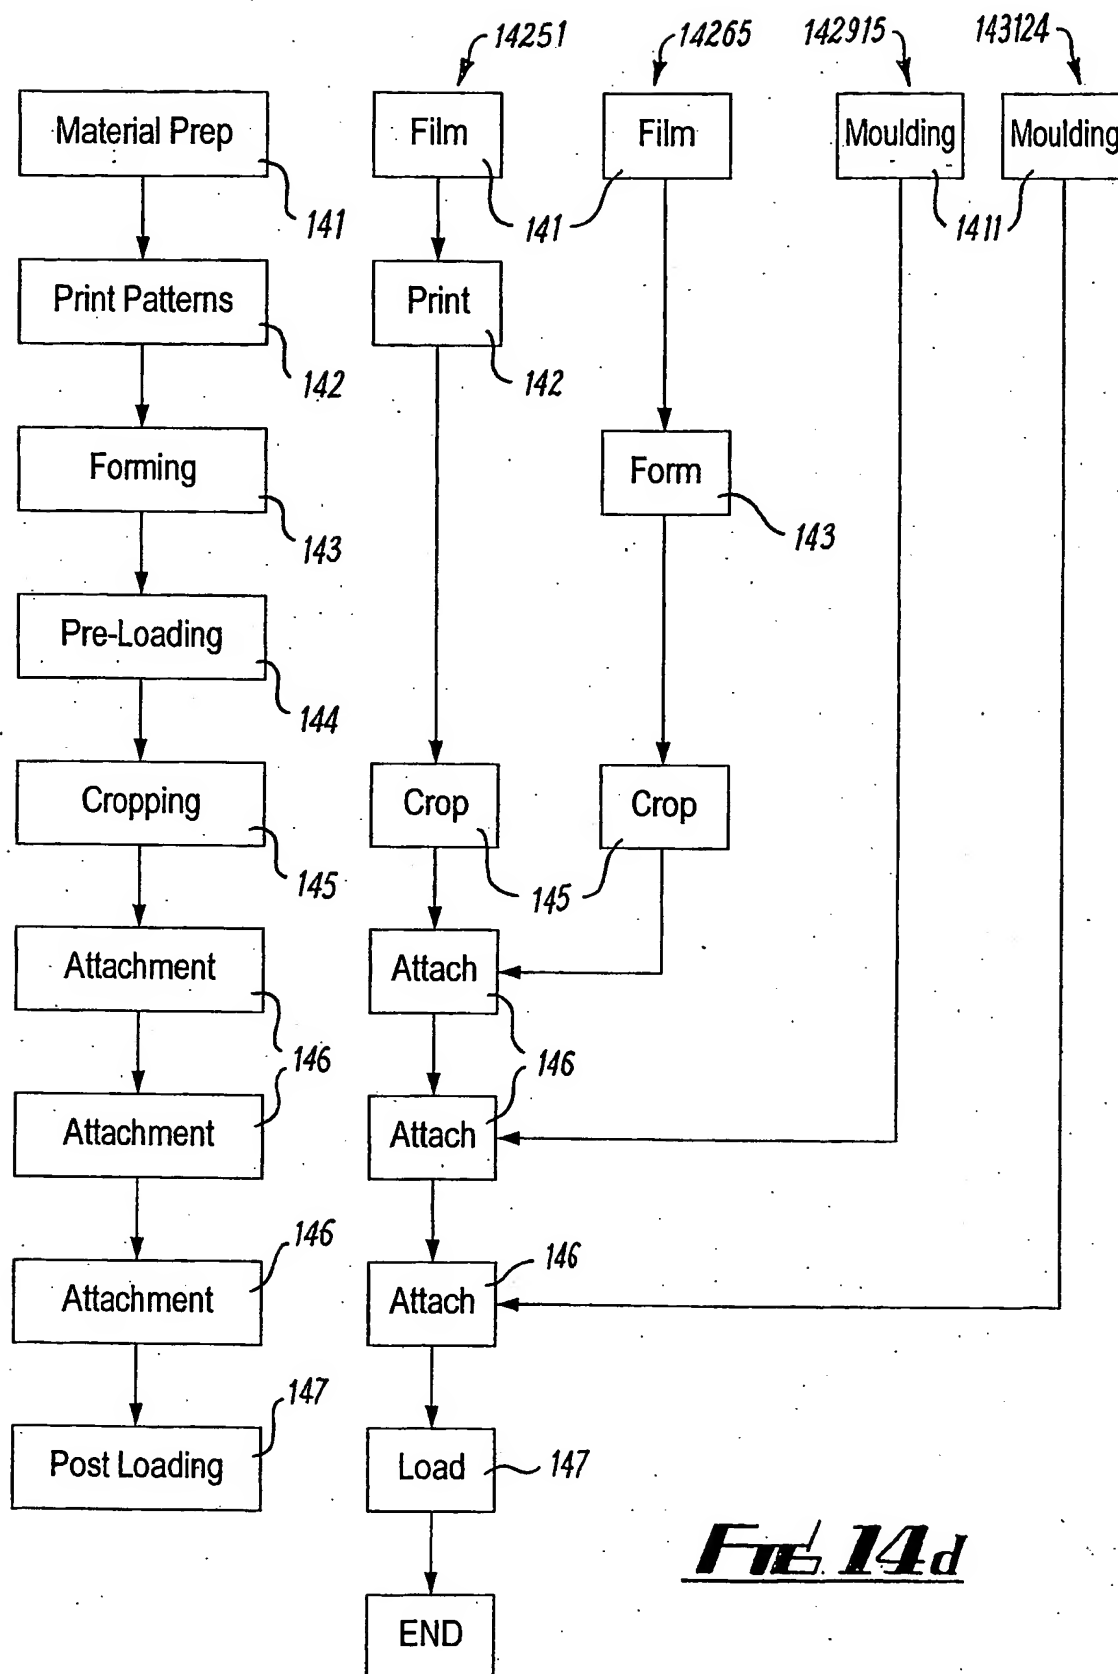 14251 14265 142915 143124
Material Prep Film Film Moulding Moulding
141 141 1411
Print Patterns Print
142 142
Forming Form
143 143
Pre-Loading
144
Cropping Crop Crop
145 145
Attachment Attach
146 146
Attachment Attach
146 146
Attachment Attach
147
Post Loading Load 147
END
FIG. 14d